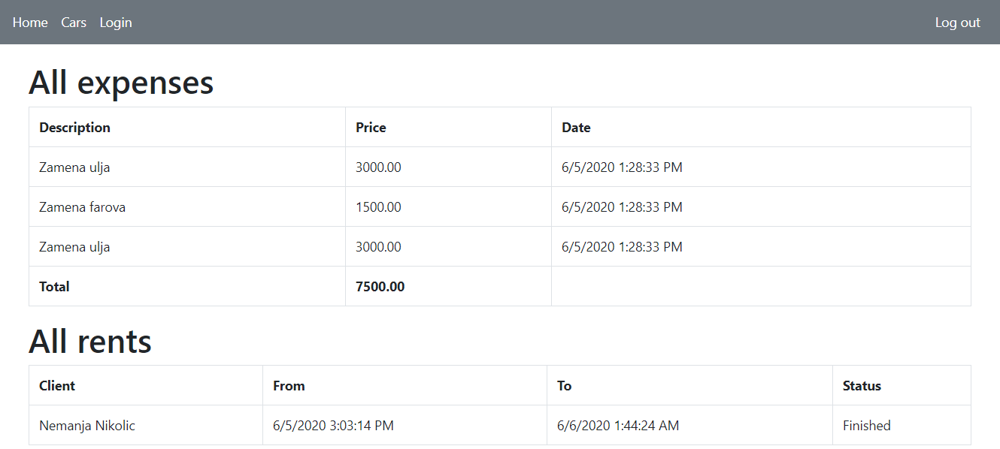 Home Cars Login Log out
All expenses
Description Price Date
Zamena ulja 3000.00 6/5/2020 1:28:33 PM
Zamena farova 1500.00 6/5/2020 1:28:33 PM
Zamena ulja 3000.00 6/5/2020 1:28:33 PM
Total 7500.00
All rents
Client From To Status
Nemanja Nikolic 6/5/2020 3:03:14 PM 6/6/2020 1:44:24 AM Finished